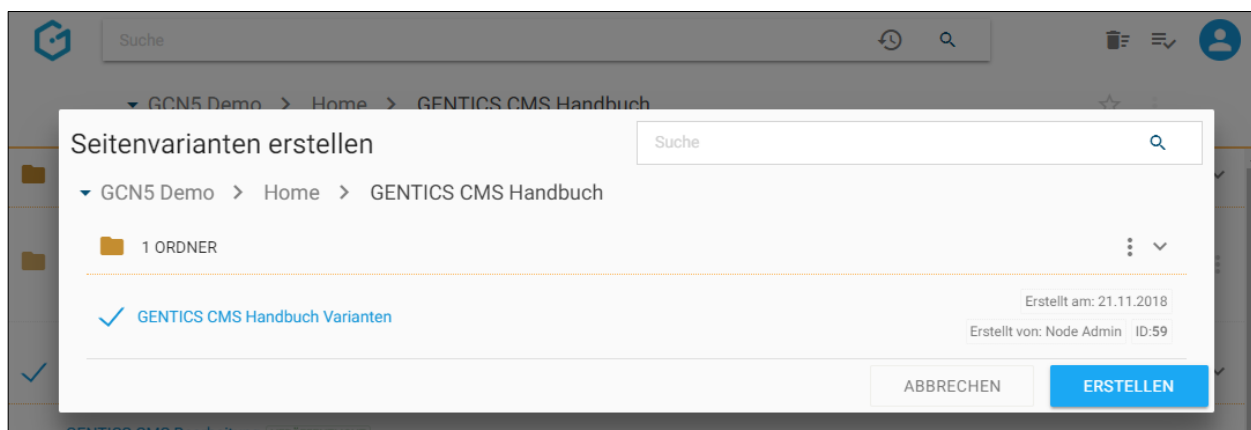 Suche
GCN5 Demo > Home > GENTICS CMS Handbuch
Seitenvarianten erstellen
Suche
GCN5 Demo > Home > GENTICS CMS Handbuch
1 ORDNER
GENTICS CMS Handbuch Varianten
Erstellt am: 21.11.2018
Erstellt von: Node Admin ID:59
ABBRECHEN ERSTELLEN